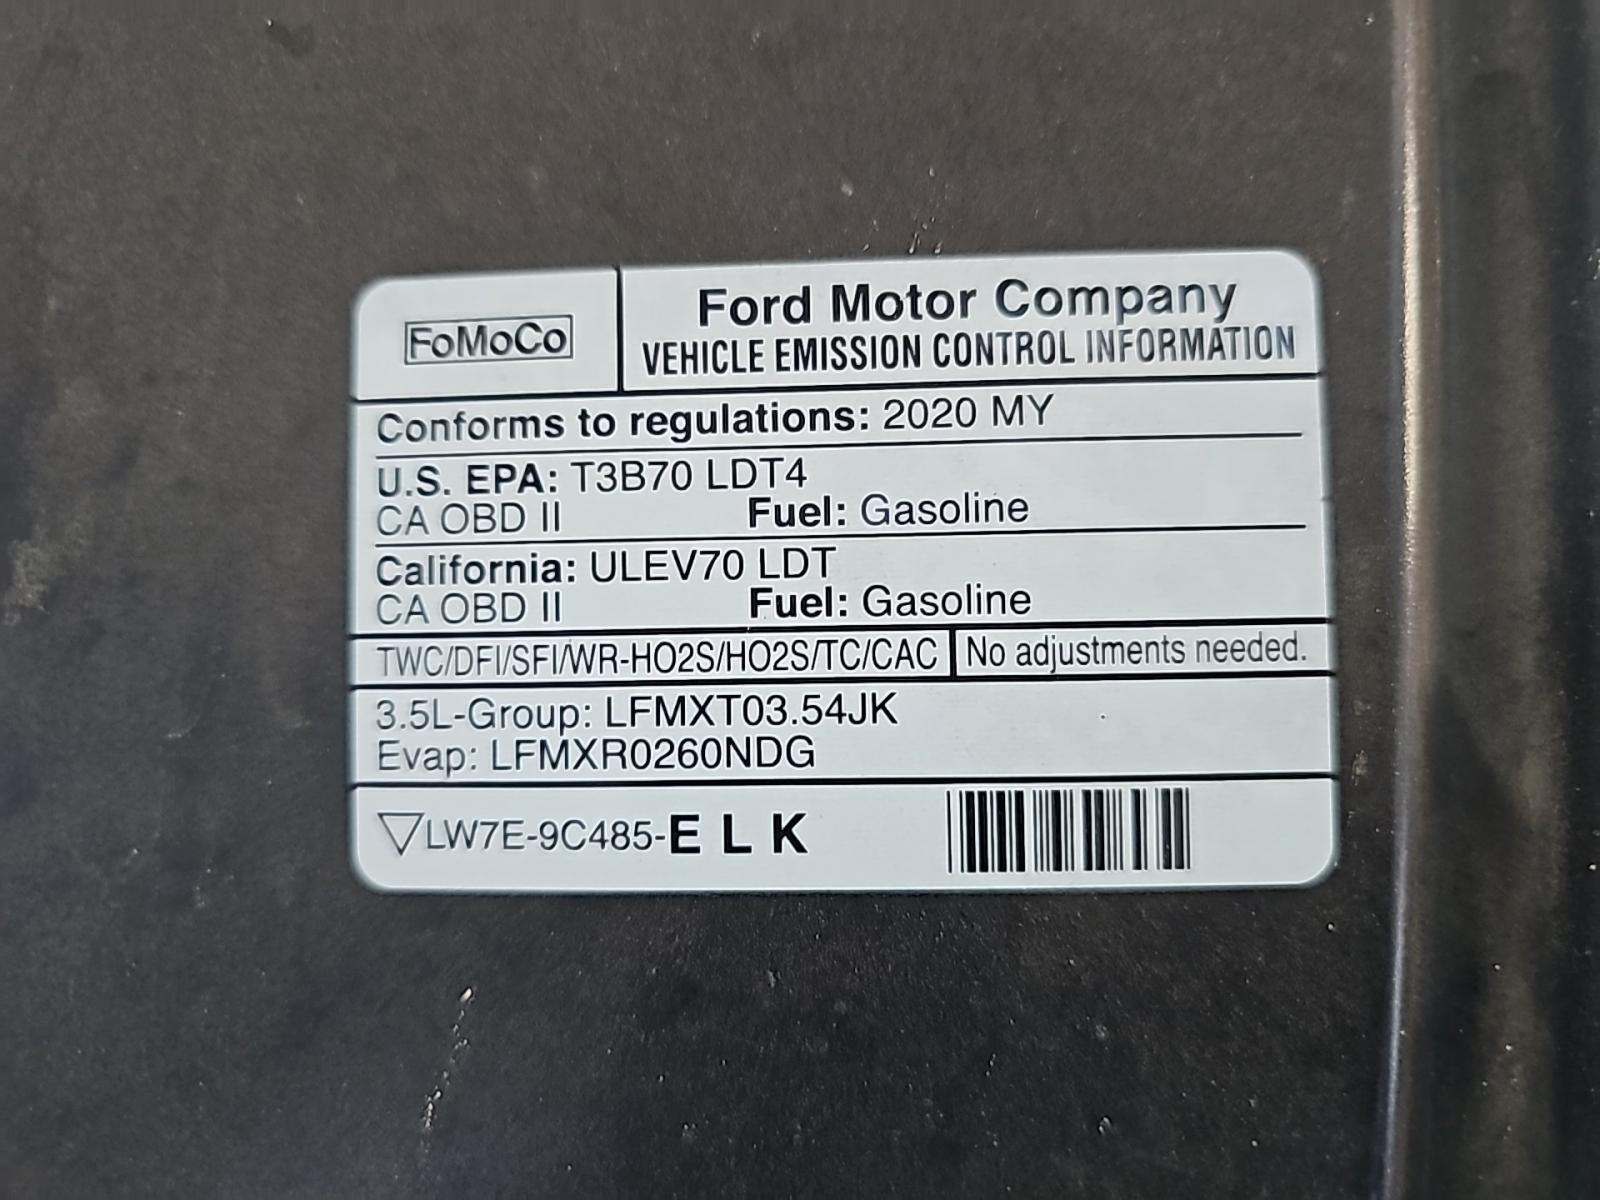 FoMoCo
Ford Motor Company
VEHICLE EMISSION CONTROL INFORMATION
Conforms to regulations: 2020 MY
U.S. EPA: T3B70 LDT4
CA OBD II Fuel: Gasoline
California: ULEV70 LDT
CA OBD II Fuel: Gasoline
TWC/DFI/SFI/WR-HO2S/HO2S/TC/CAC No adjustments needed.
3.5L-Group: LFMXT03.54JK
Evap: LFMXR0260NDG
▽LW7E-9C485-E L K